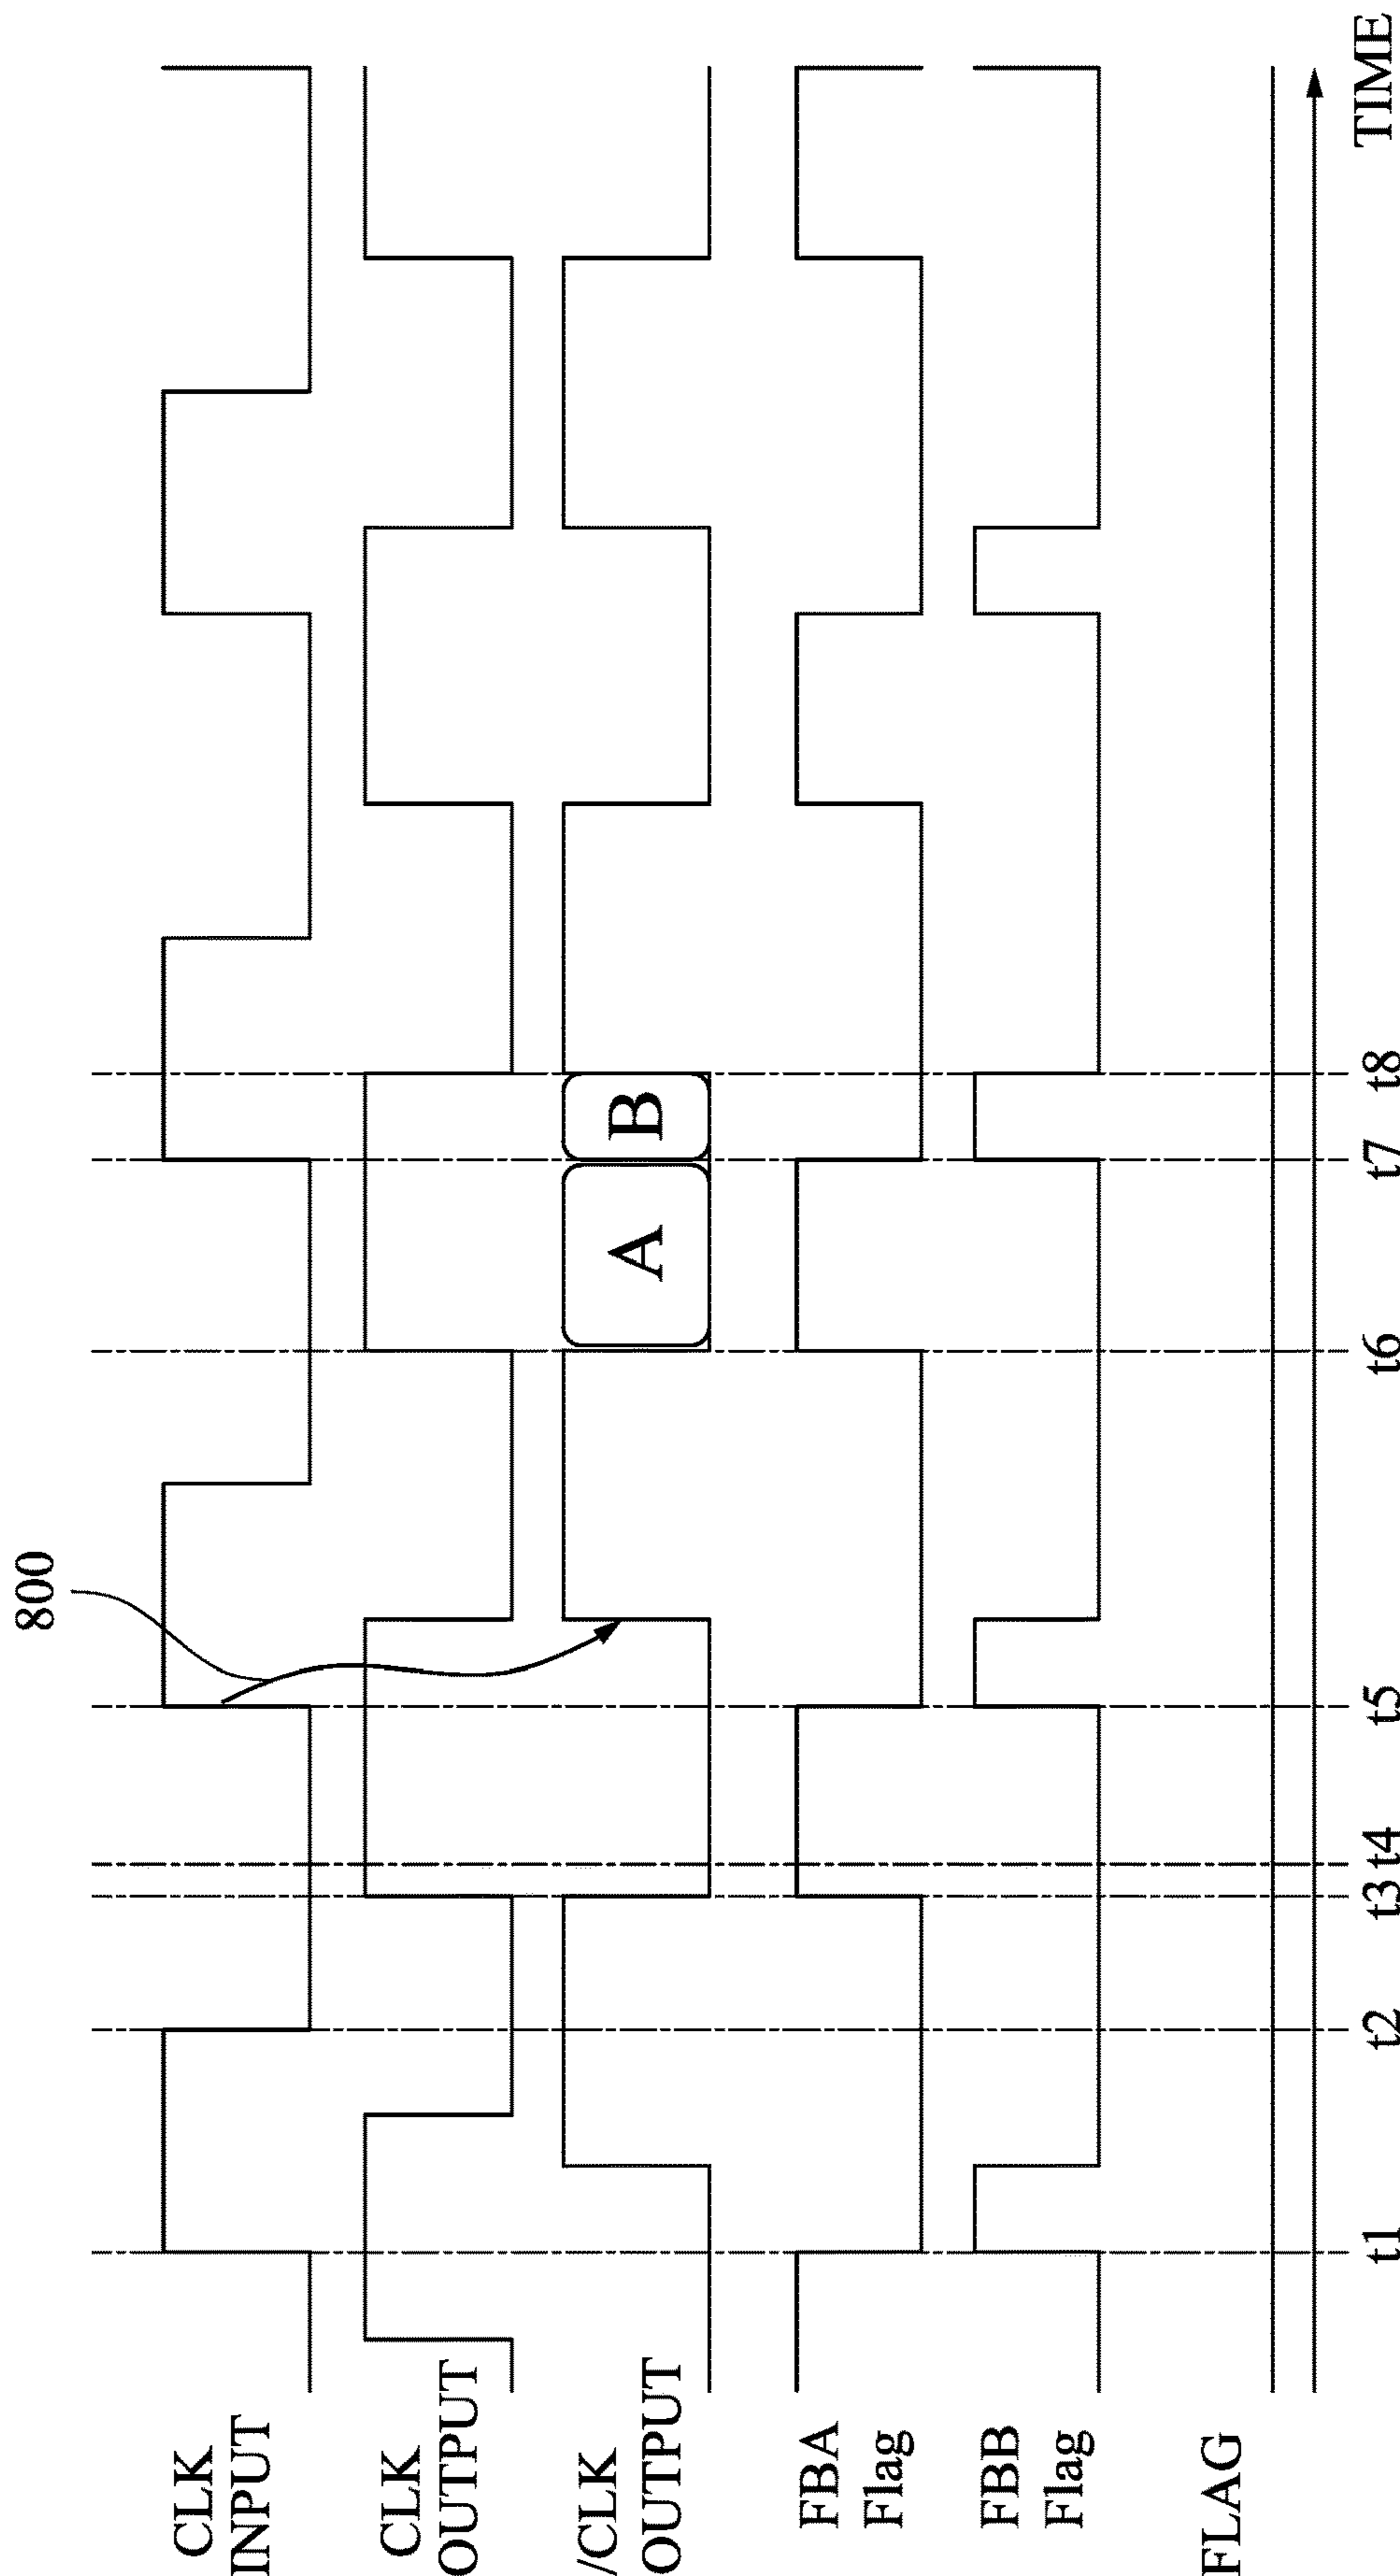 800
CLK
INPUT
CLK
OUTPUT
/CLK
OUTPUT
A
B
FBA
Flag
FBB
Flag
FLAG
t1
t2
t3
t4
t5
t6
t7
t8
TIME